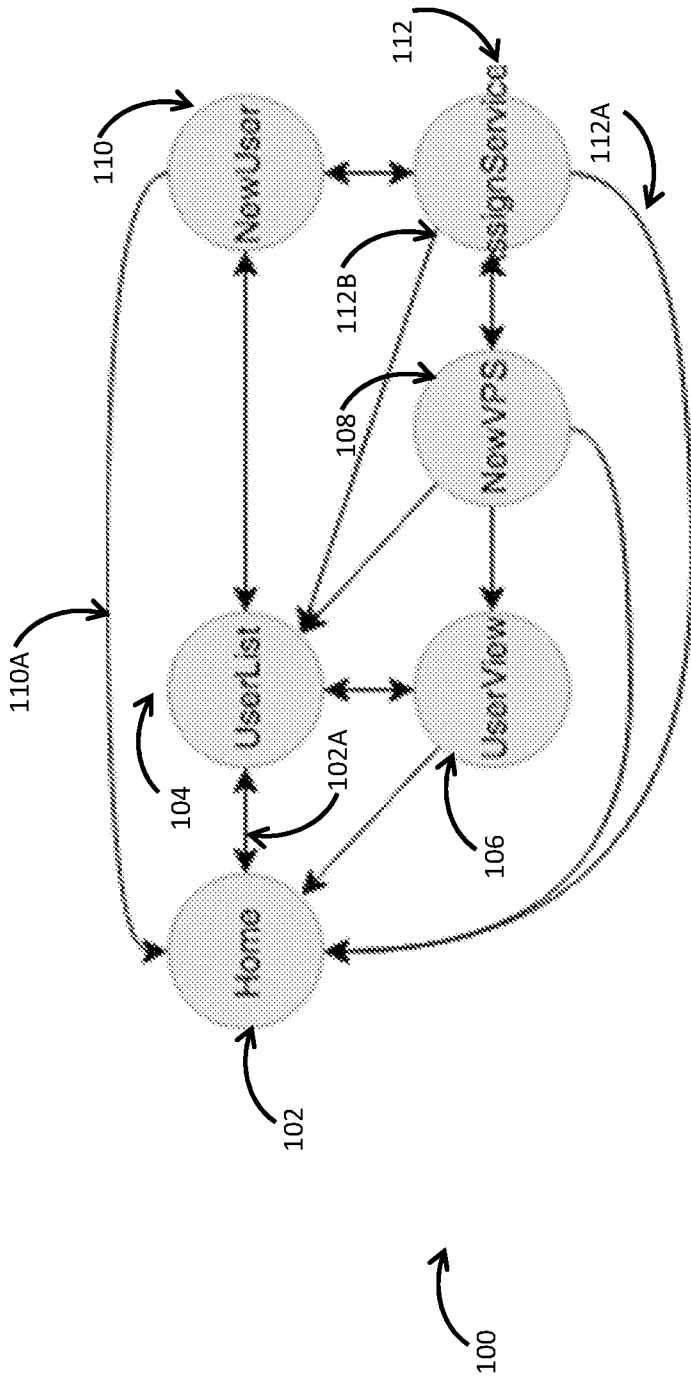 110A
110
104
Home
UserList
NewUser
102
102A
108
112B
112
100
106
UserView
NewVPS
AssignService
112A